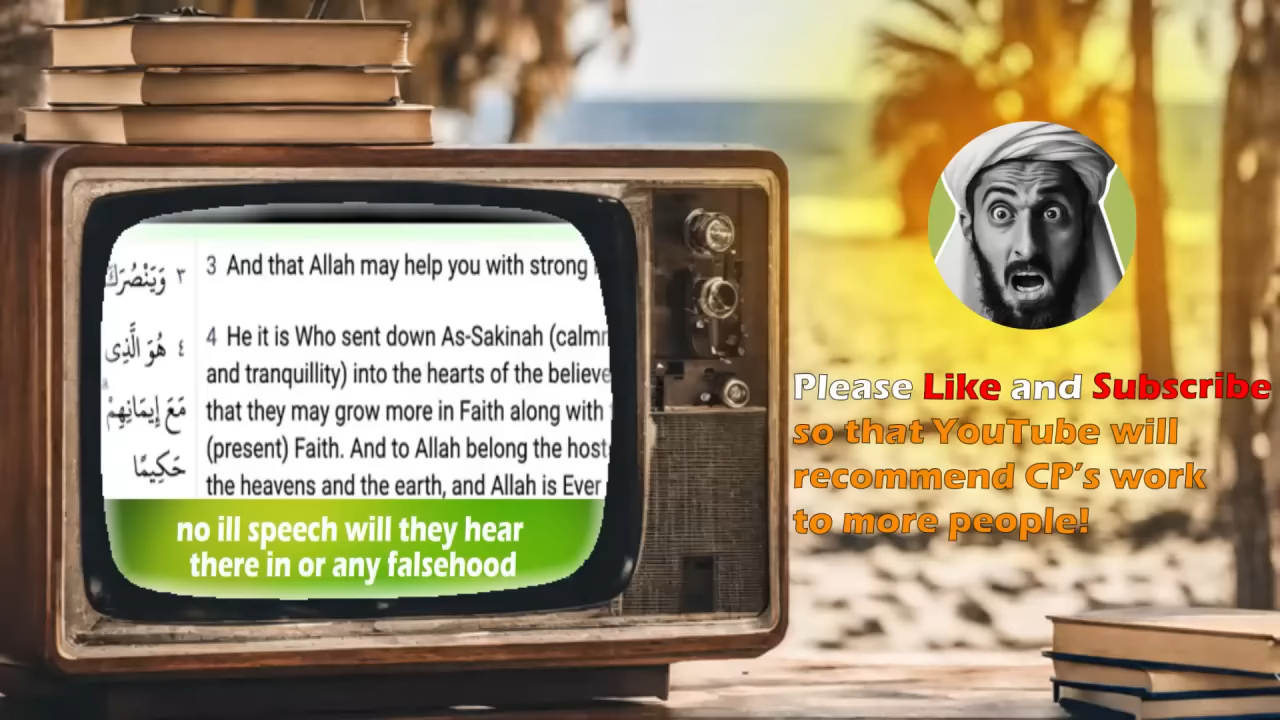 ٣ وَيَنْصُرَكَ
3 And that Allah may help you with strong
٤ هُوَ الَّذِى
4 He it is Who sent down As-Sakinah (calmn
and tranquillity) into the hearts of the believe
مَعَ إِيمَانِهِمْ
that they may grow more in Faith along with
(present) Faith. And to Allah belong the host
حَكِيمًا
the heavens and the earth, and Allah is Ever
no ill speech will they hear
there in or any falsehood
Please Like and Subscribe
so that YouTube will
recommend CP's work
to more people!